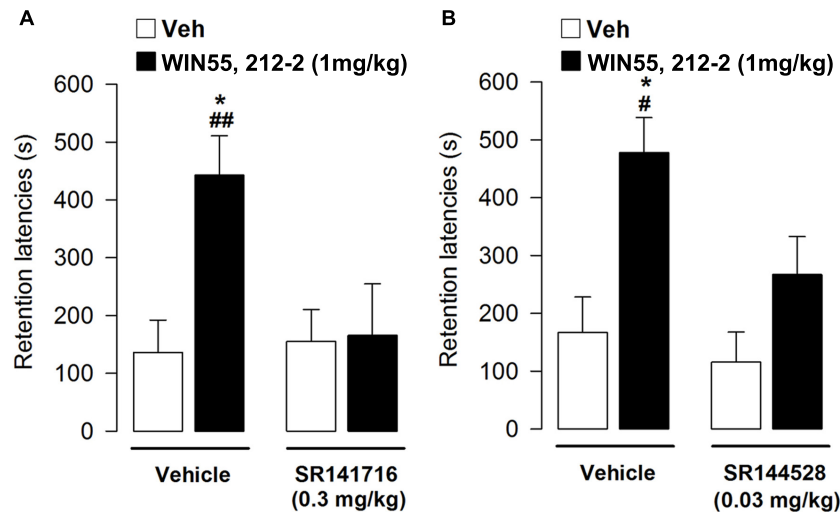 A
Veh
WIN55, 212-2 (1mg/kg)
600
500
400
300
200
100
0
Retention latencies (s)
*
##
Vehicle
SR141716
(0.3 mg/kg)
B
Veh
WIN55, 212-2 (1mg/kg)
600
500
400
300
200
100
0
Retention latencies (s)
*
#
Vehicle
SR144528
(0.03 mg/kg)